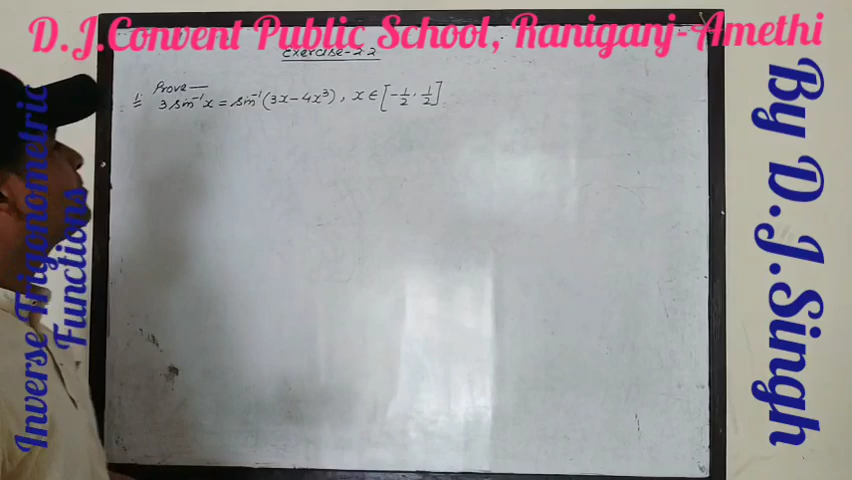 D.J.Convent Public School, Raniganj-Amethi
Exercise-2.2
1. Prove —
3 sin⁻¹x = sin⁻¹(3x - 4x³), x ∈ [-1/2, 1/2]
Inverse Trigonometric
Functions
By D.J.Singh